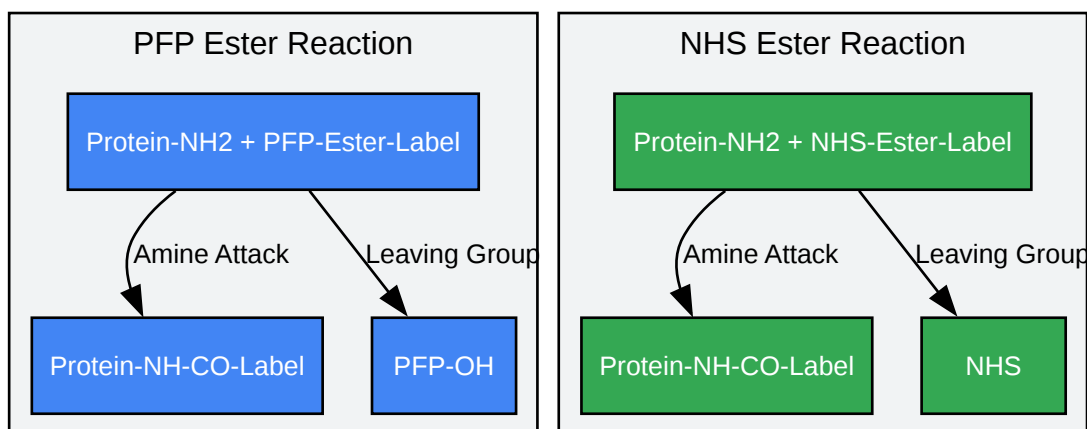 PFP Ester Reaction
Protein-NH2 + PFP-Ester-Label
Amine Attack
Leaving Group
Protein-NH-CO-Label
PFP-OH
NHS Ester Reaction
Protein-NH2 + NHS-Ester-Label
Amine Attack
Leaving Group
Protein-NH-CO-Label
NHS